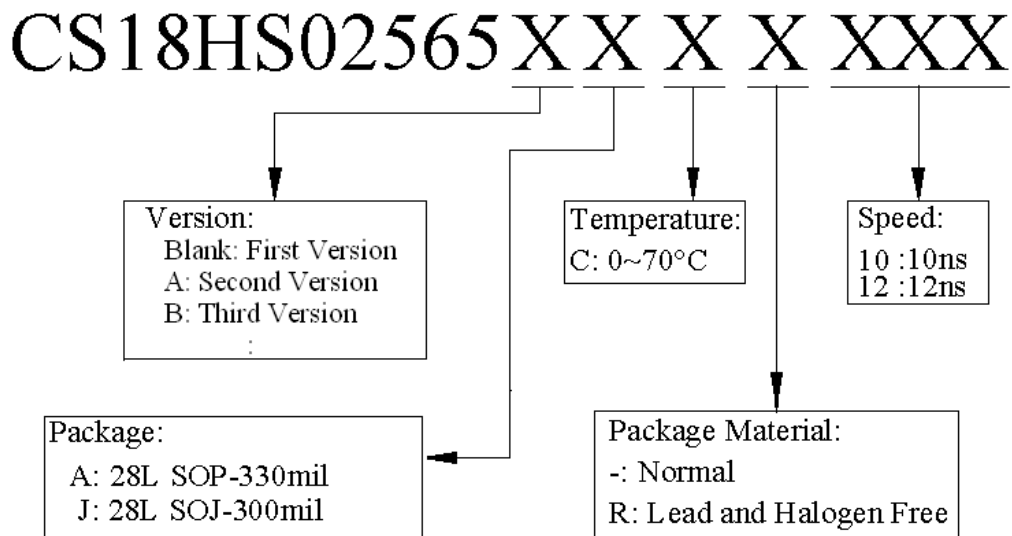 CS18HS02565 X X X X XXX
Version:
Blank: First Version
A: Second Version
B: Third Version
:
Temperature:
C: 0~70°C
Speed:
10 :10ns
12 :12ns
Package:
A: 28L SOP-330mil
J: 28L SOJ-300mil
Package Material:
-: Normal
R: Lead and Halogen Free